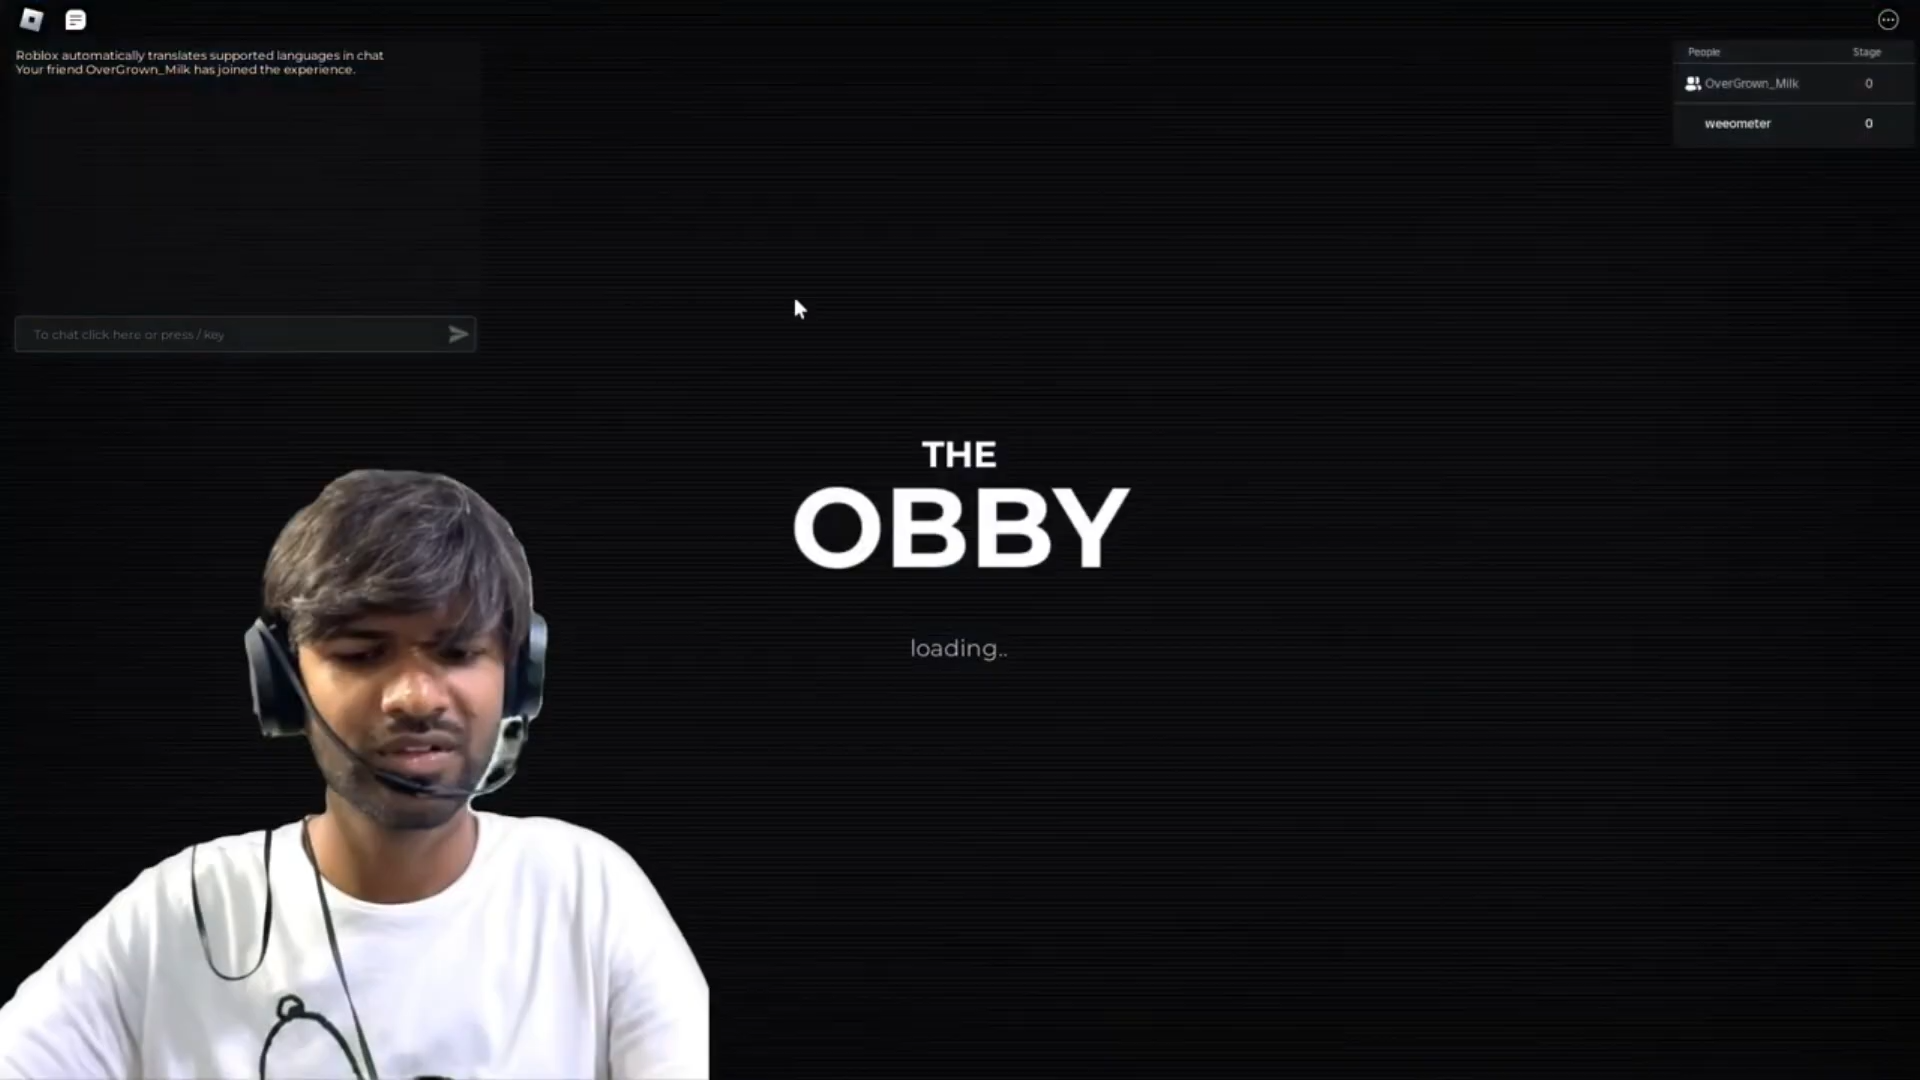 Roblox automatically translates supported languages in chat
Your friend OverGrown_Milk has joined the experience.
To chat click here or press / key
People Stage
OverGrown_Milk 0
weeometer 0
THE
OBBY
loading..